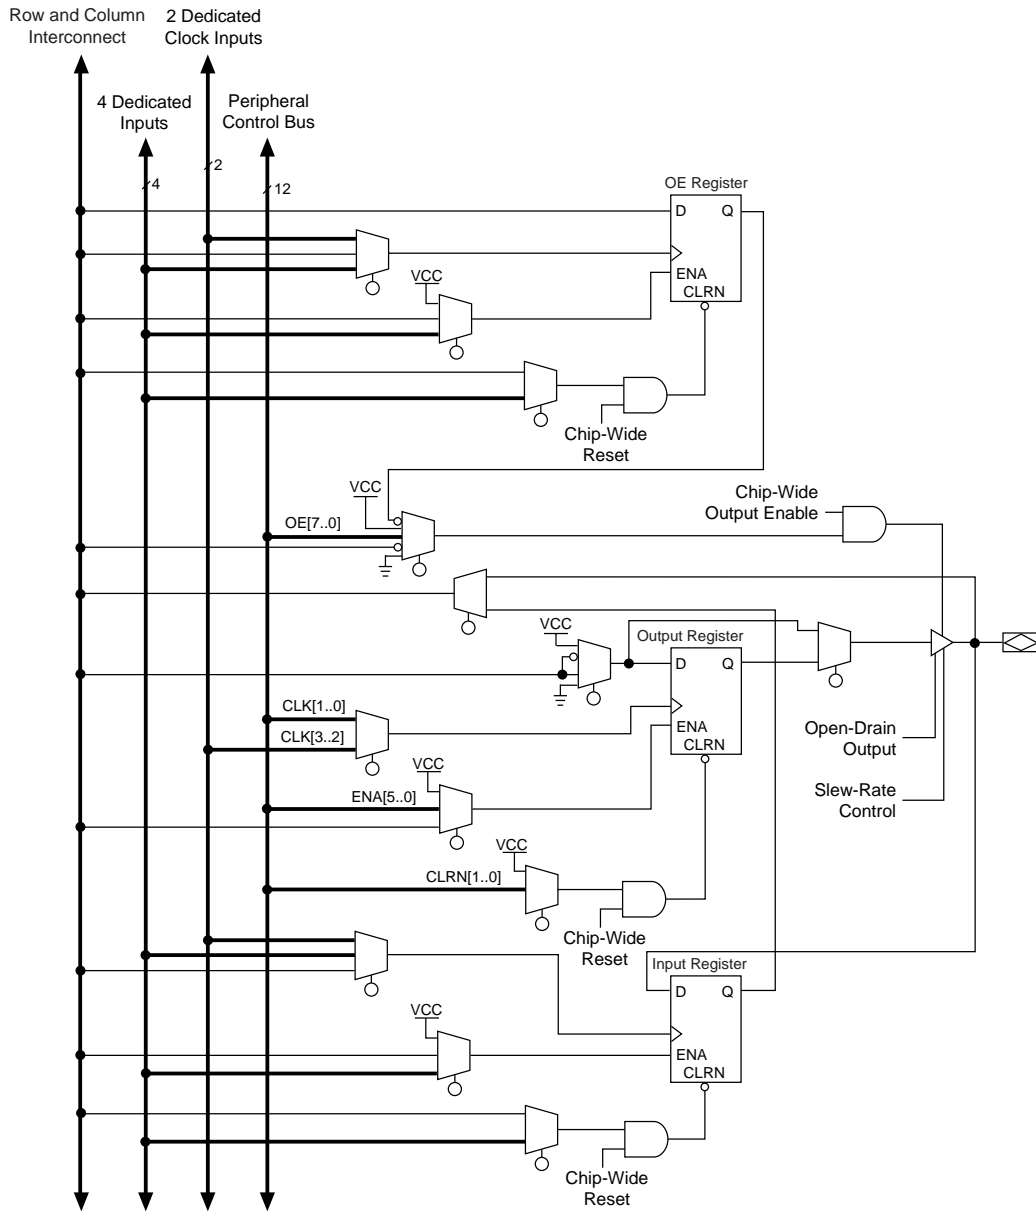 Row and Column
Interconnect
2 Dedicated
Clock Inputs
4 Dedicated
Inputs
Peripheral
Control Bus
2
4
12
OE Register
D Q
ENA
CLRN
VCC
Chip-Wide
Reset
VCC
OE[7..0]
Chip-Wide
Output Enable
VCC
Output Register
D Q
ENA
CLRN
CLK[1..0]
CLK[3..2]
Open-Drain
Output
VCC
ENA[5..0]
Slew-Rate
Control
VCC
CLRN[1..0]
Chip-Wide
Reset
Input Register
D Q
ENA
CLRN
VCC
Chip-Wide
Reset